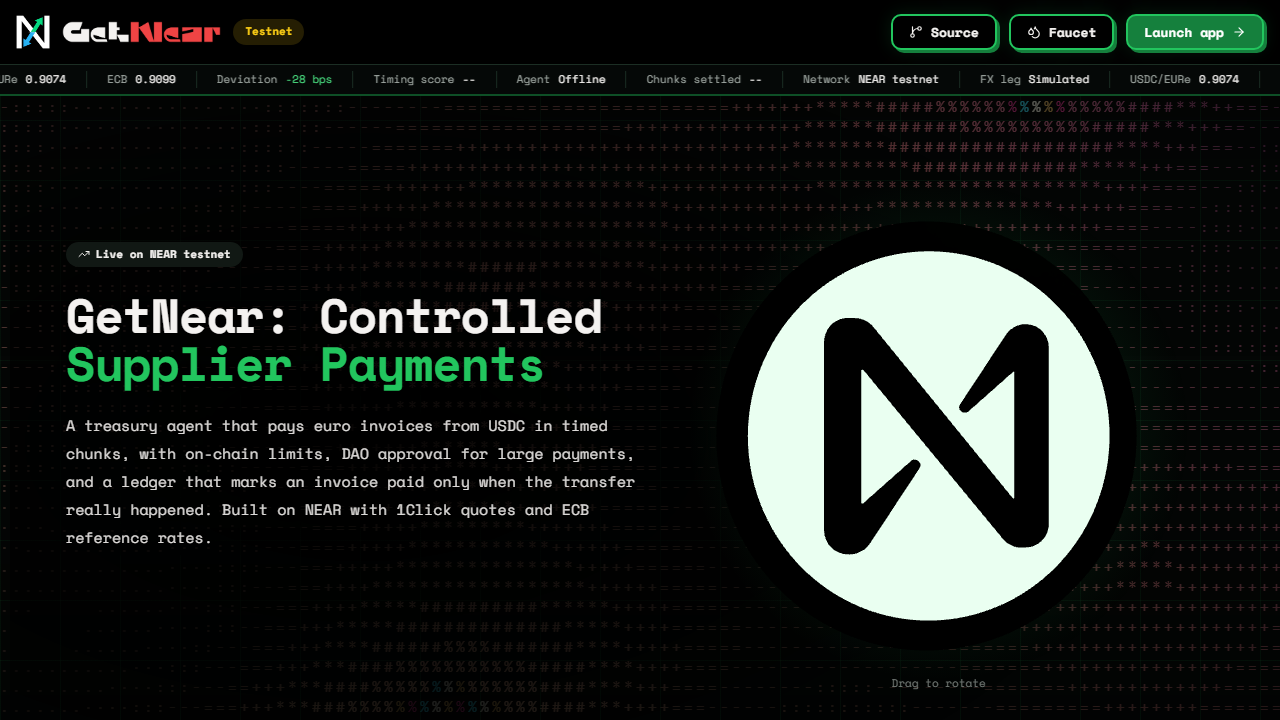 GetNear Testnet Source Faucet Launch app
URe 0.9074 ECB 0.9099 Deviation -28 bps Timing score -- Agent Offline Chunks settled -- Network NEAR testnet FX leg Simulated USDC/EURe 0.9074
Live on NEAR testnet
GetNear: Controlled
Supplier Payments
A treasury agent that pays euro invoices from USDC in timed
chunks, with on-chain limits, DAO approval for large payments,
and a ledger that marks an invoice paid only when the transfer
really happened. Built on NEAR with 1Click quotes and ECB
reference rates.
Drag to rotate